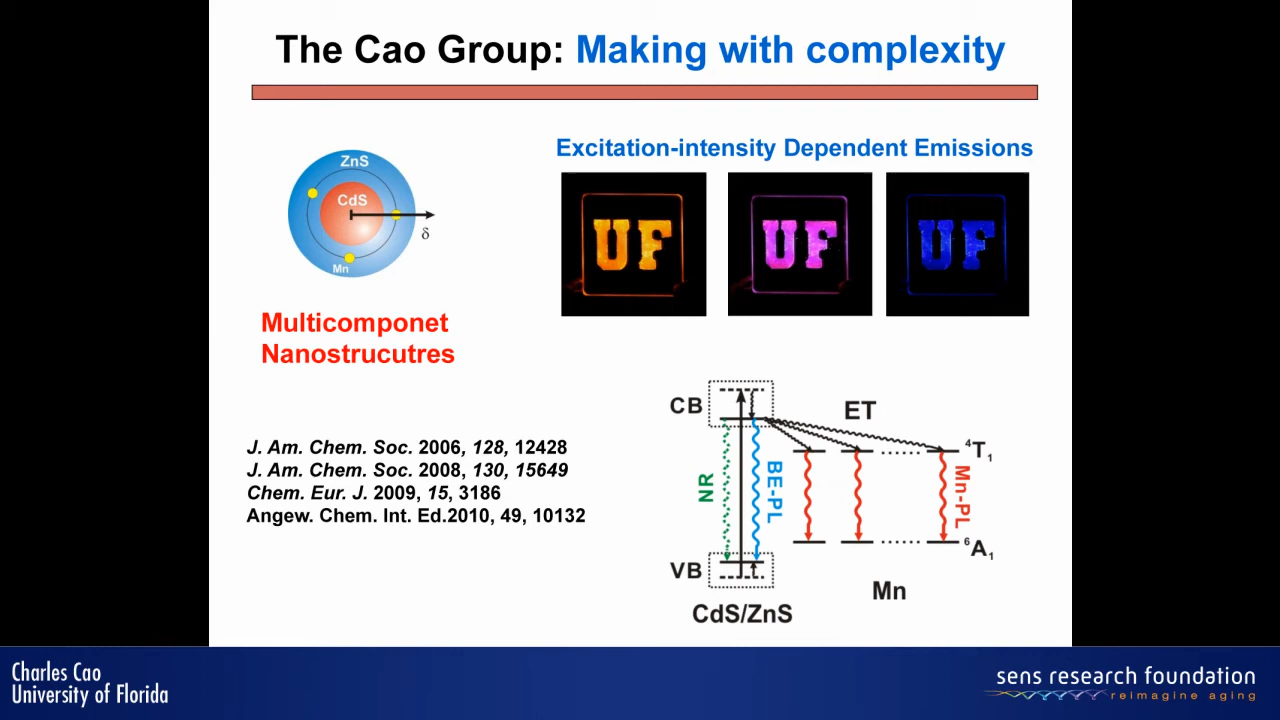 The Cao Group: Making with complexity
ZnS
CdS
δ
Mn
Multicomponet
Nanostrucutres
Excitation-intensity Dependent Emissions
UF
UF
UF
J. Am. Chem. Soc. 2006, 128, 12428
J. Am. Chem. Soc. 2008, 130, 15649
Chem. Eur. J. 2009, 15, 3186
Angew. Chem. Int. Ed.2010, 49, 10132
CB
ET
⁴T₁
NR
BE-PL
Mn-PL
⁶A₁
VB
Mn
CdS/ZnS
Charles Cao
University of Florida
sens research foundation
reimagine aging